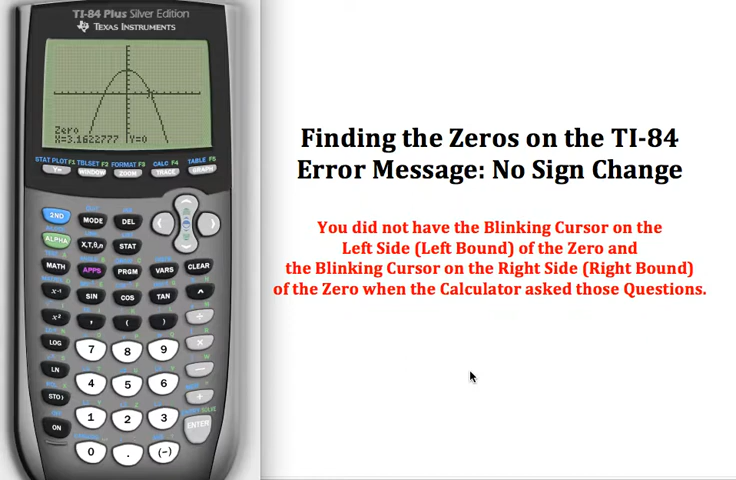 TI-84 Plus Silver Edition
TEXAS INSTRUMENTS
Zero
X=3.1622777 Y=0
STAT PLOT F1 TBLSET F2 FORMAT F3 CALC F4 TABLE F5
Y= WINDOW ZOOM TRACE GRAPH
2ND MODE DEL
ALPHA X,T,θ,n STAT
MATH APPS PRGM VARS CLEAR
x⁻¹ SIN COS TAN ^
x² , ( ) ÷
LOG 7 8 9 ×
LN 4 5 6 −
STO› 1 2 3 +
ON 0 . (−) ENTER
Finding the Zeros on the TI-84
Error Message: No Sign Change
You did not have the Blinking Cursor on the
Left Side (Left Bound) of the Zero and
the Blinking Cursor on the Right Side (Right Bound)
of the Zero when the Calculator asked those Questions.